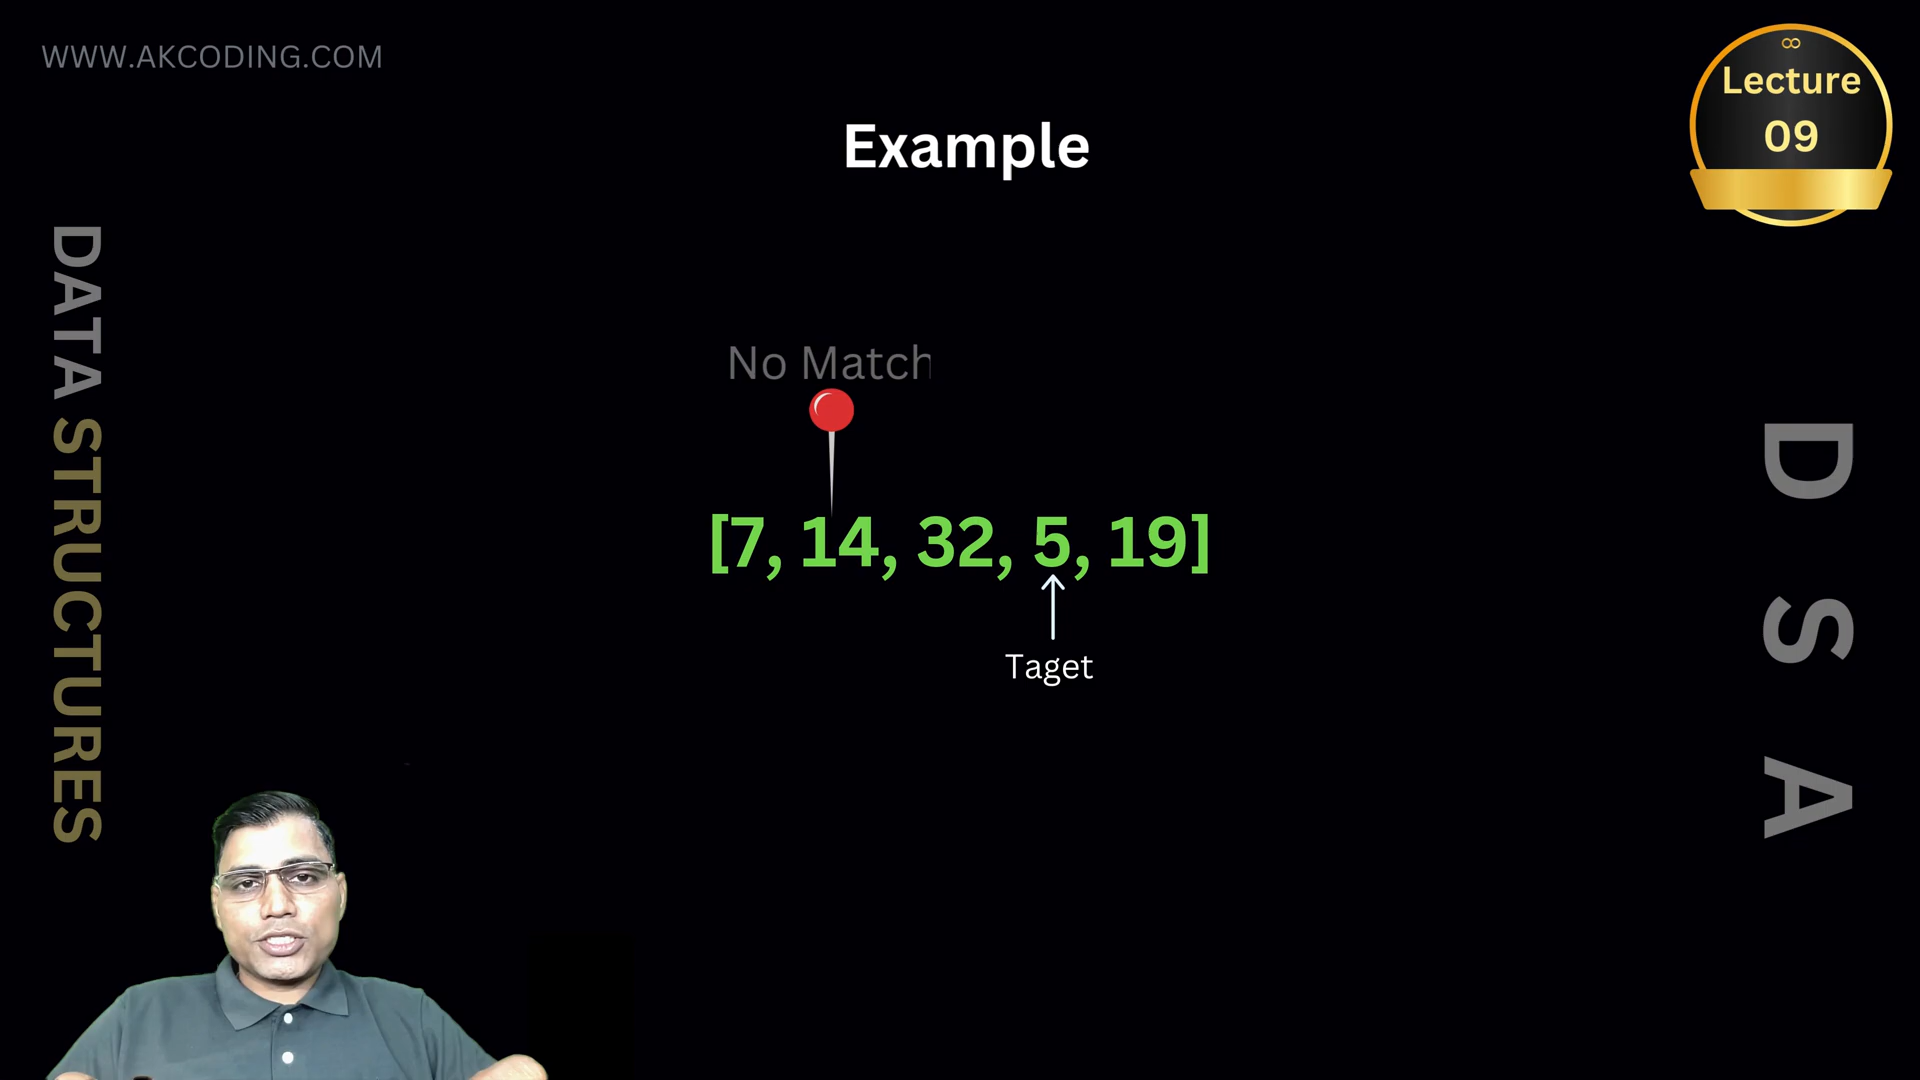 WWW.AKCODING.COM
∞
Lecture
09
Example
DATA STRUCTURES
No Match
[7, 14, 32, 5, 19]
Taget
D S A